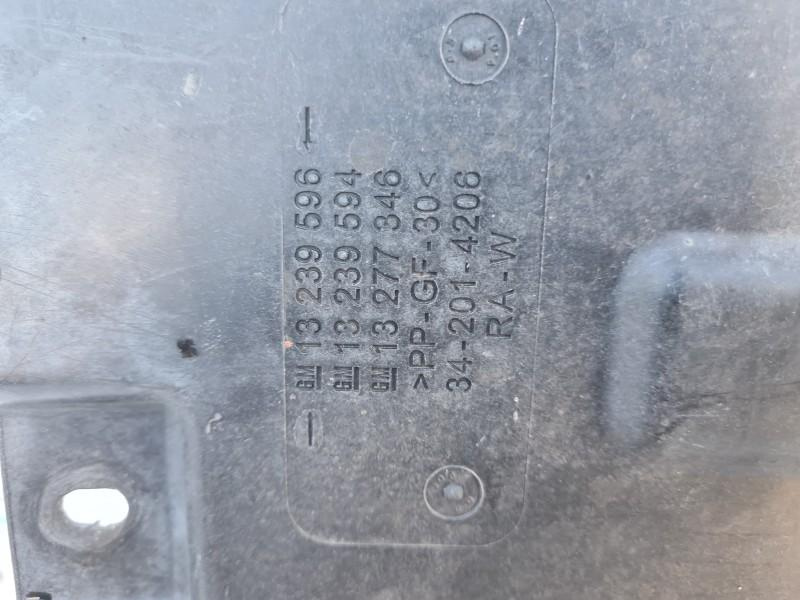 GM 13 239 596
GM 13 239 594
GM 13 277 346
>PP-GF-30<
34-201-4206
RA-W